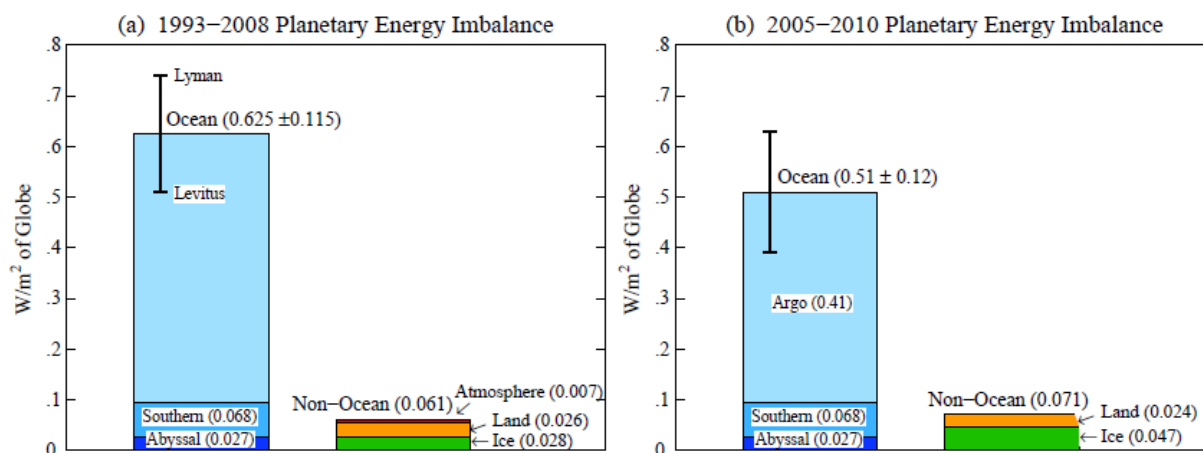 (a) 1993−2008 Planetary Energy Imbalance
.8
.7
.6
.5
.4
.3
.2
.1
0
W/m² of Globe
Lyman
Ocean (0.625 ±0.115)
Levitus
Southern (0.068)
Abyssal (0.027)
Non−Ocean (0.061)
Atmosphere (0.007)
Land (0.026)
Ice (0.028)
(b) 2005−2010 Planetary Energy Imbalance
.8
.7
.6
.5
.4
.3
.2
.1
0
W/m² of Globe
Ocean (0.51 ± 0.12)
Argo (0.41)
Southern (0.068)
Abyssal (0.027)
Non−Ocean (0.071)
Land (0.024)
Ice (0.047)